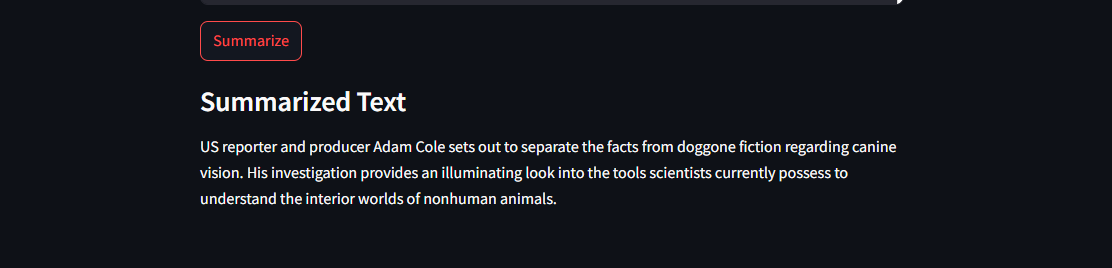 Summarize
Summarized Text
US reporter and producer Adam Cole sets out to separate the facts from doggone fiction regarding canine
vision. His investigation provides an illuminating look into the tools scientists currently possess to
understand the interior worlds of nonhuman animals.